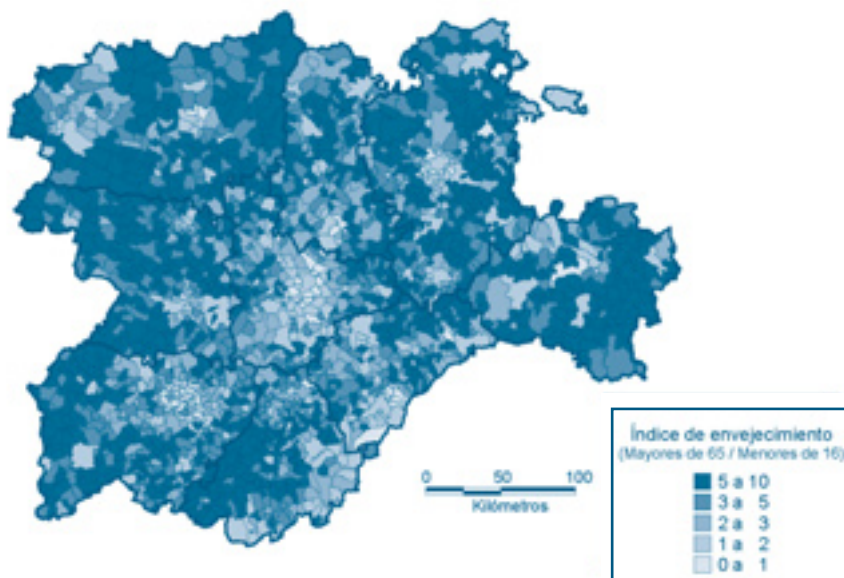 Índice de envejecimiento
(Mayores de 65 / Menores de 16)
5 a 10
3 a 5
2 a 3
1 a 2
0 a 1
0 50 100
Kilómetros